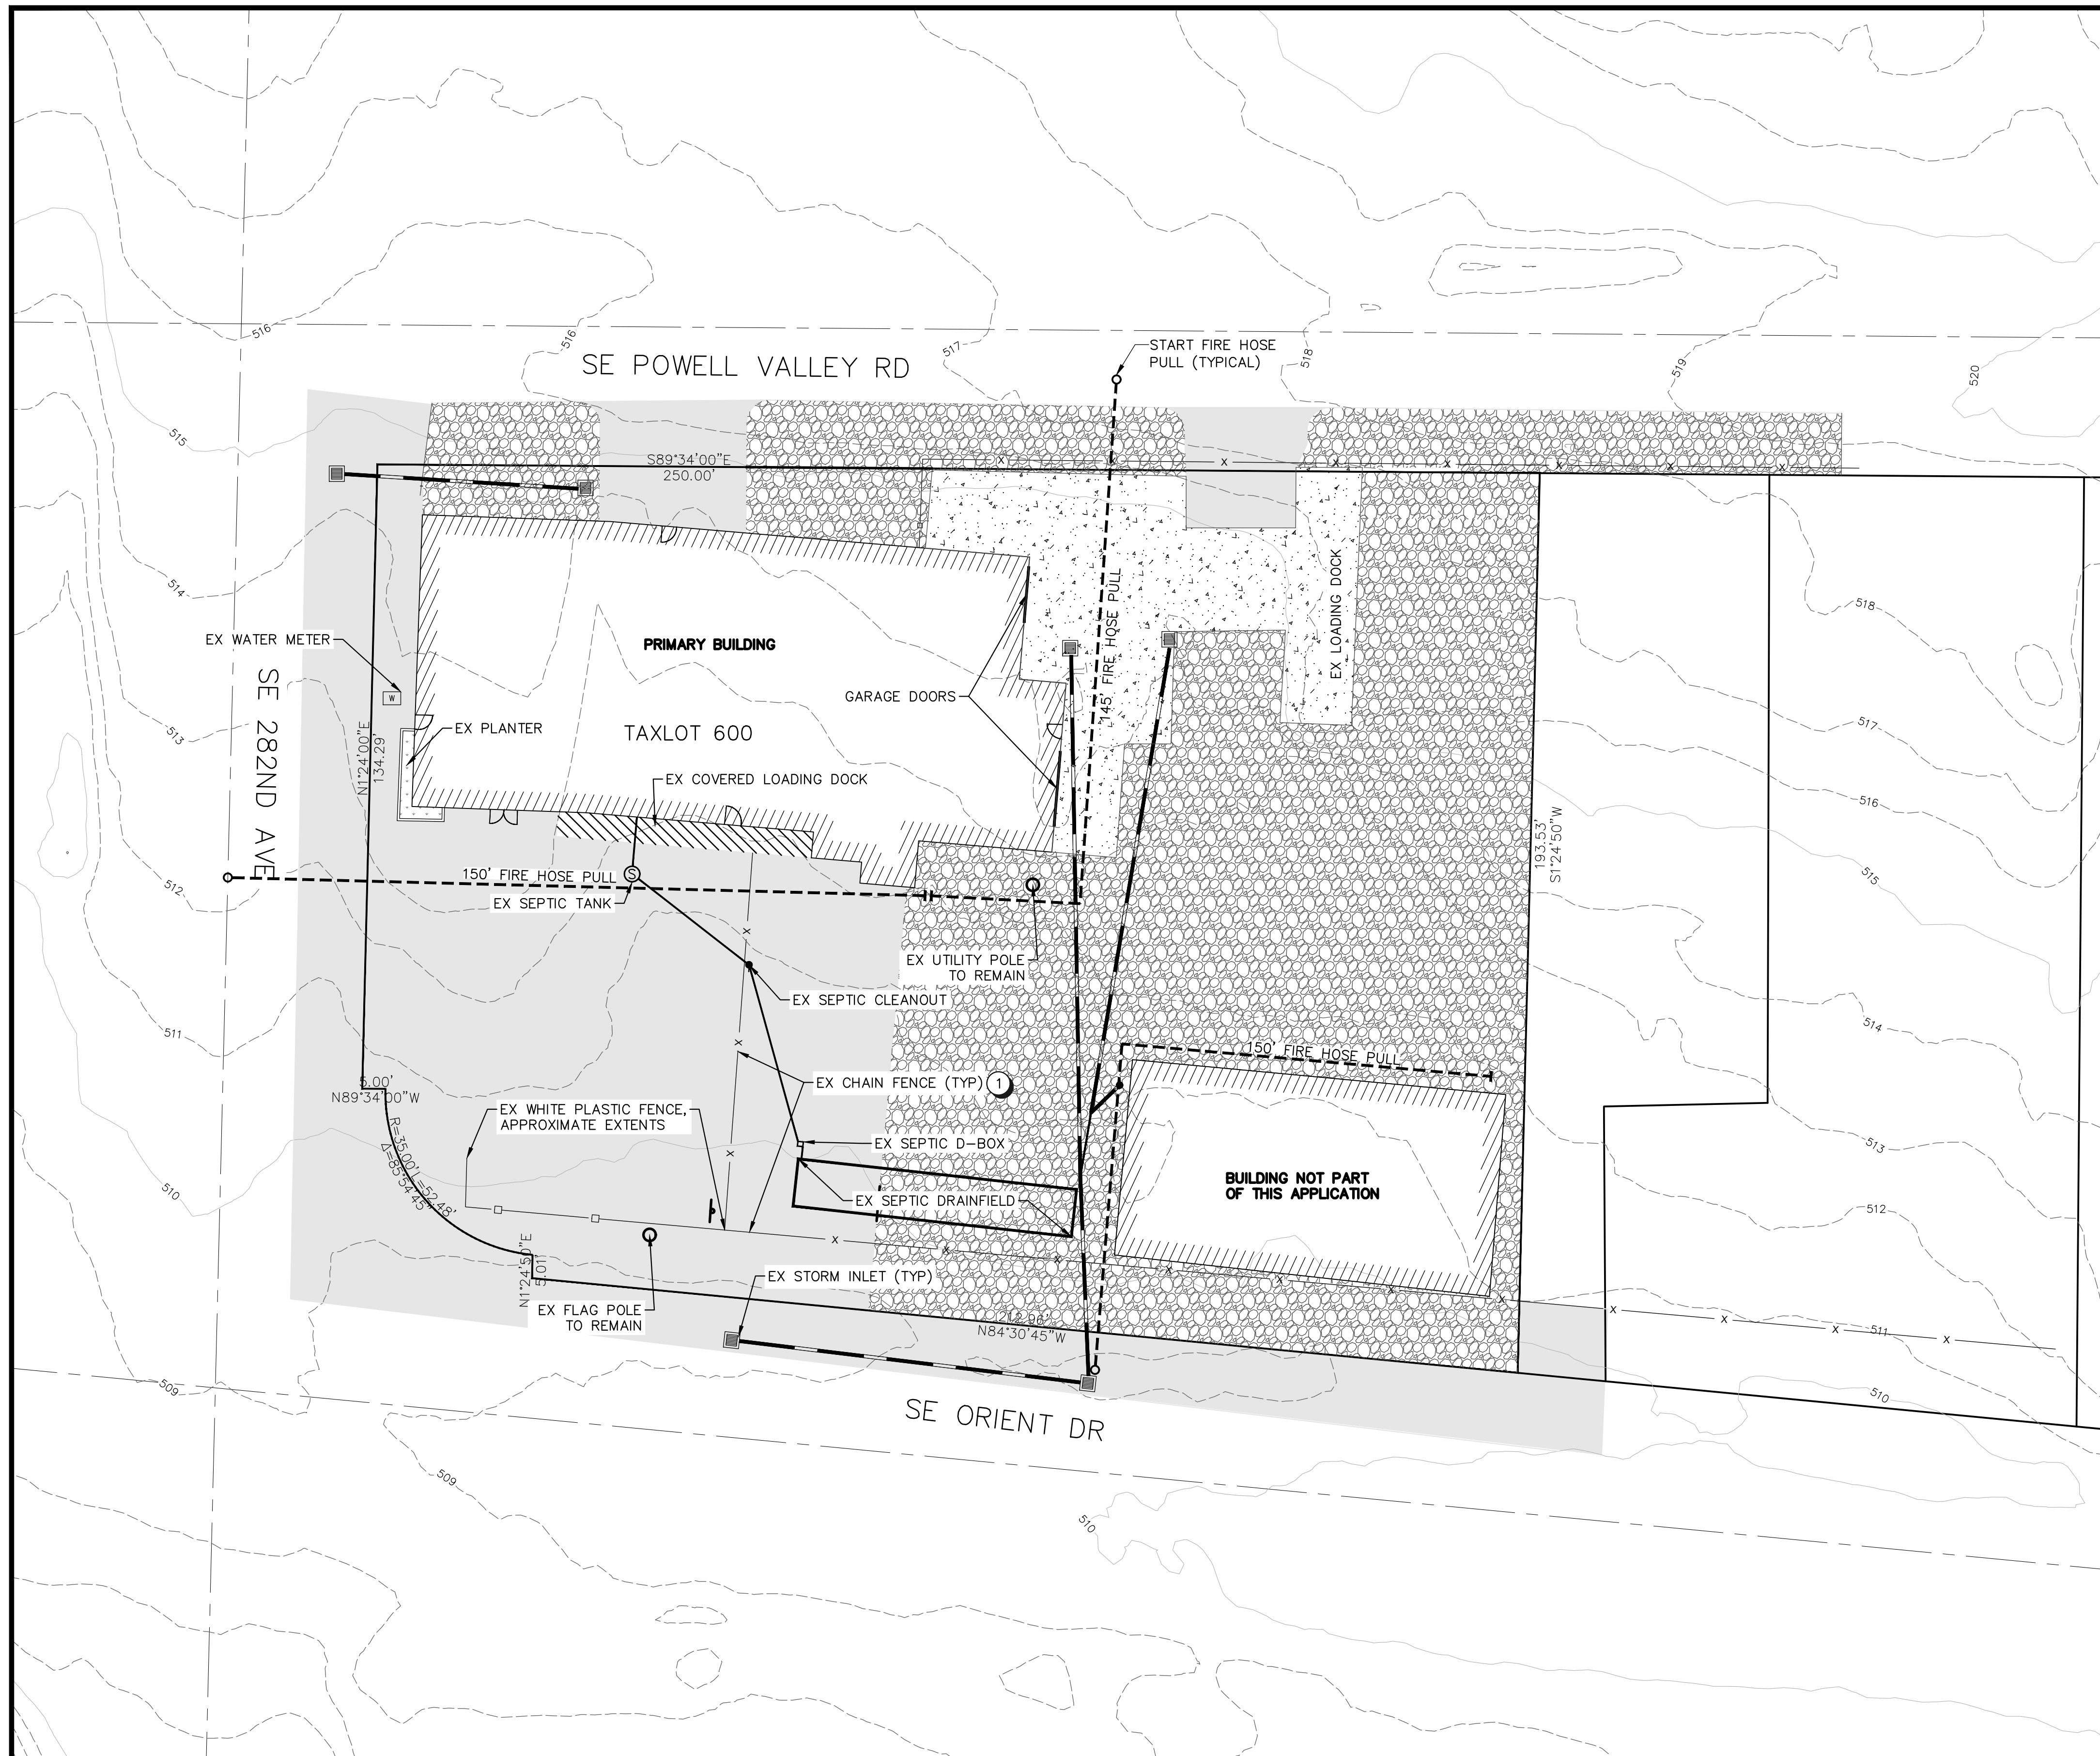 516
516
517
518
519
520
SE POWELL VALLEY RD
START FIRE HOSE
PULL (TYPICAL)
515
S89°34'00"E
250.00'
X X X X X X X X
514
EX WATER METER
W
PRIMARY BUILDING
145' FIRE HOSE PULL
EX LOADING DOCK
518
GARAGE DOORS
SE 282ND AVE
513
EX PLANTER
TAXLOT 600
517
N1°24'00"E
134.29'
EX COVERED LOADING DOCK
516
193.53'
S1°24'50"W
515
512
150' FIRE HOSE PULL
S
EX SEPTIC TANK
X
EX UTILITY POLE
TO REMAIN
EX SEPTIC CLEANOUT
511
514
X
150' FIRE HOSE PULL
5.00'
N89°34'00"W
EX CHAIN FENCE (TYP) 1
EX WHITE PLASTIC FENCE,
APPROXIMATE EXTENTS
R=35.00' L=52.48'
Δ=85°54'45"
EX SEPTIC D-BOX
513
X
510
EX SEPTIC DRAINFIELD
BUILDING NOT PART
OF THIS APPLICATION
512
X X X X X X X X X X X
N1°24'50"E
5.01'
EX STORM INLET (TYP)
EX FLAG POLE
TO REMAIN
212.96'
N84°30'45"W
511
509
510
SE ORIENT DR
509
510